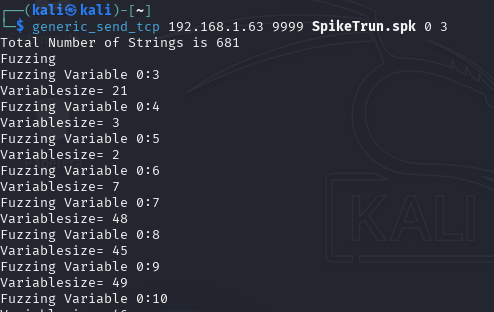 ┌──(kali㉿kali)-[~]
└─$ generic_send_tcp 192.168.1.63 9999 SpikeTrun.spk 0 3
Total Number of Strings is 681
Fuzzing
Fuzzing Variable 0:3
Variablesize= 21
Fuzzing Variable 0:4
Variablesize= 3
Fuzzing Variable 0:5
Variablesize= 2
Fuzzing Variable 0:6
Variablesize= 7
Fuzzing Variable 0:7
Variablesize= 48
Fuzzing Variable 0:8
Variablesize= 45
Fuzzing Variable 0:9
Variablesize= 49
Fuzzing Variable 0:10
KALI